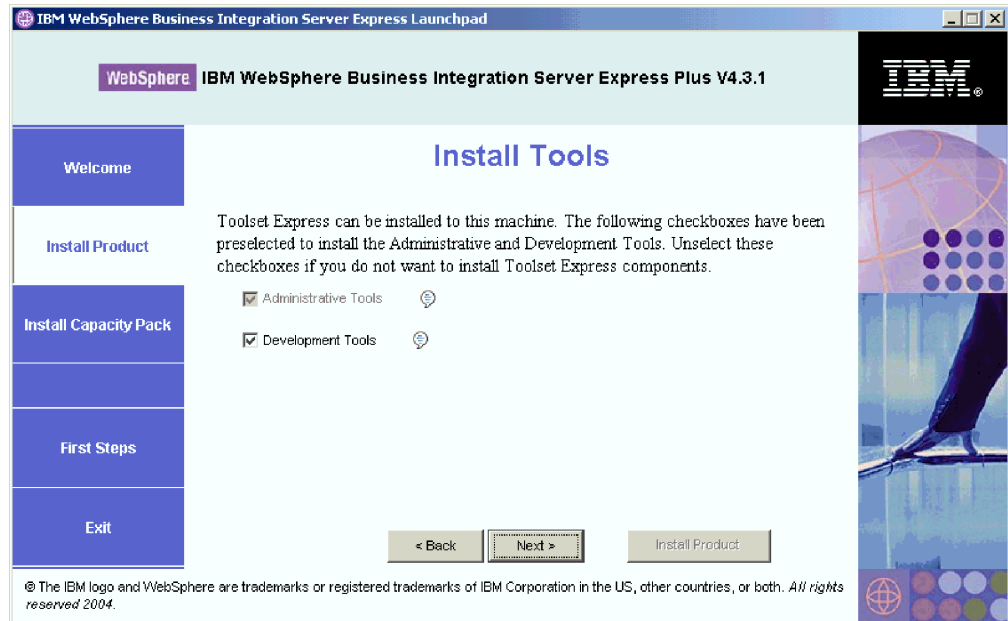 IBM WebSphere Business Integration Server Express Launchpad
WebSphere IBM WebSphere Business Integration Server Express Plus V4.3.1
IBM®
Welcome
Install Product
Install Capacity Pack
First Steps
Exit
Install Tools
Toolset Express can be installed to this machine. The following checkboxes have been
preselected to install the Administrative and Development Tools. Unselect these
checkboxes if you do not want to install Toolset Express components.
Administrative Tools
Development Tools
< Back
Next >
Install Product
© The IBM logo and WebSphere are trademarks or registered trademarks of IBM Corporation in the US, other countries, or both. All rights
reserved 2004.